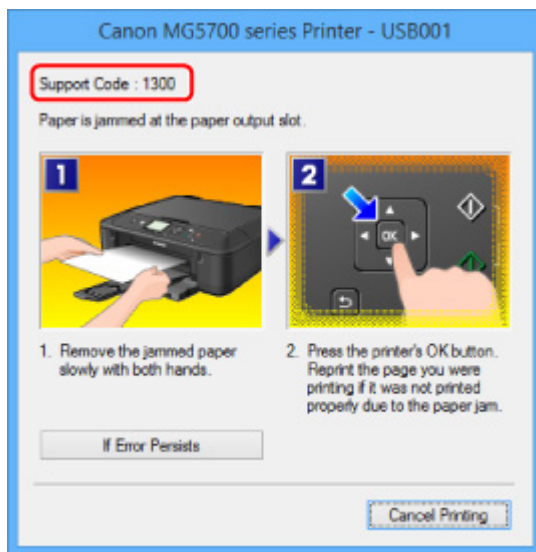 Canon MG5700 series Printer - USB001
Support Code : 1300
Paper is jammed at the paper output slot.
1
2
OK
1. Remove the jammed paper
slowly with both hands.
2. Press the printer's OK button.
Reprint the page you were
printing if it was not printed
properly due to the paper jam.
If Error Persists
Cancel Printing